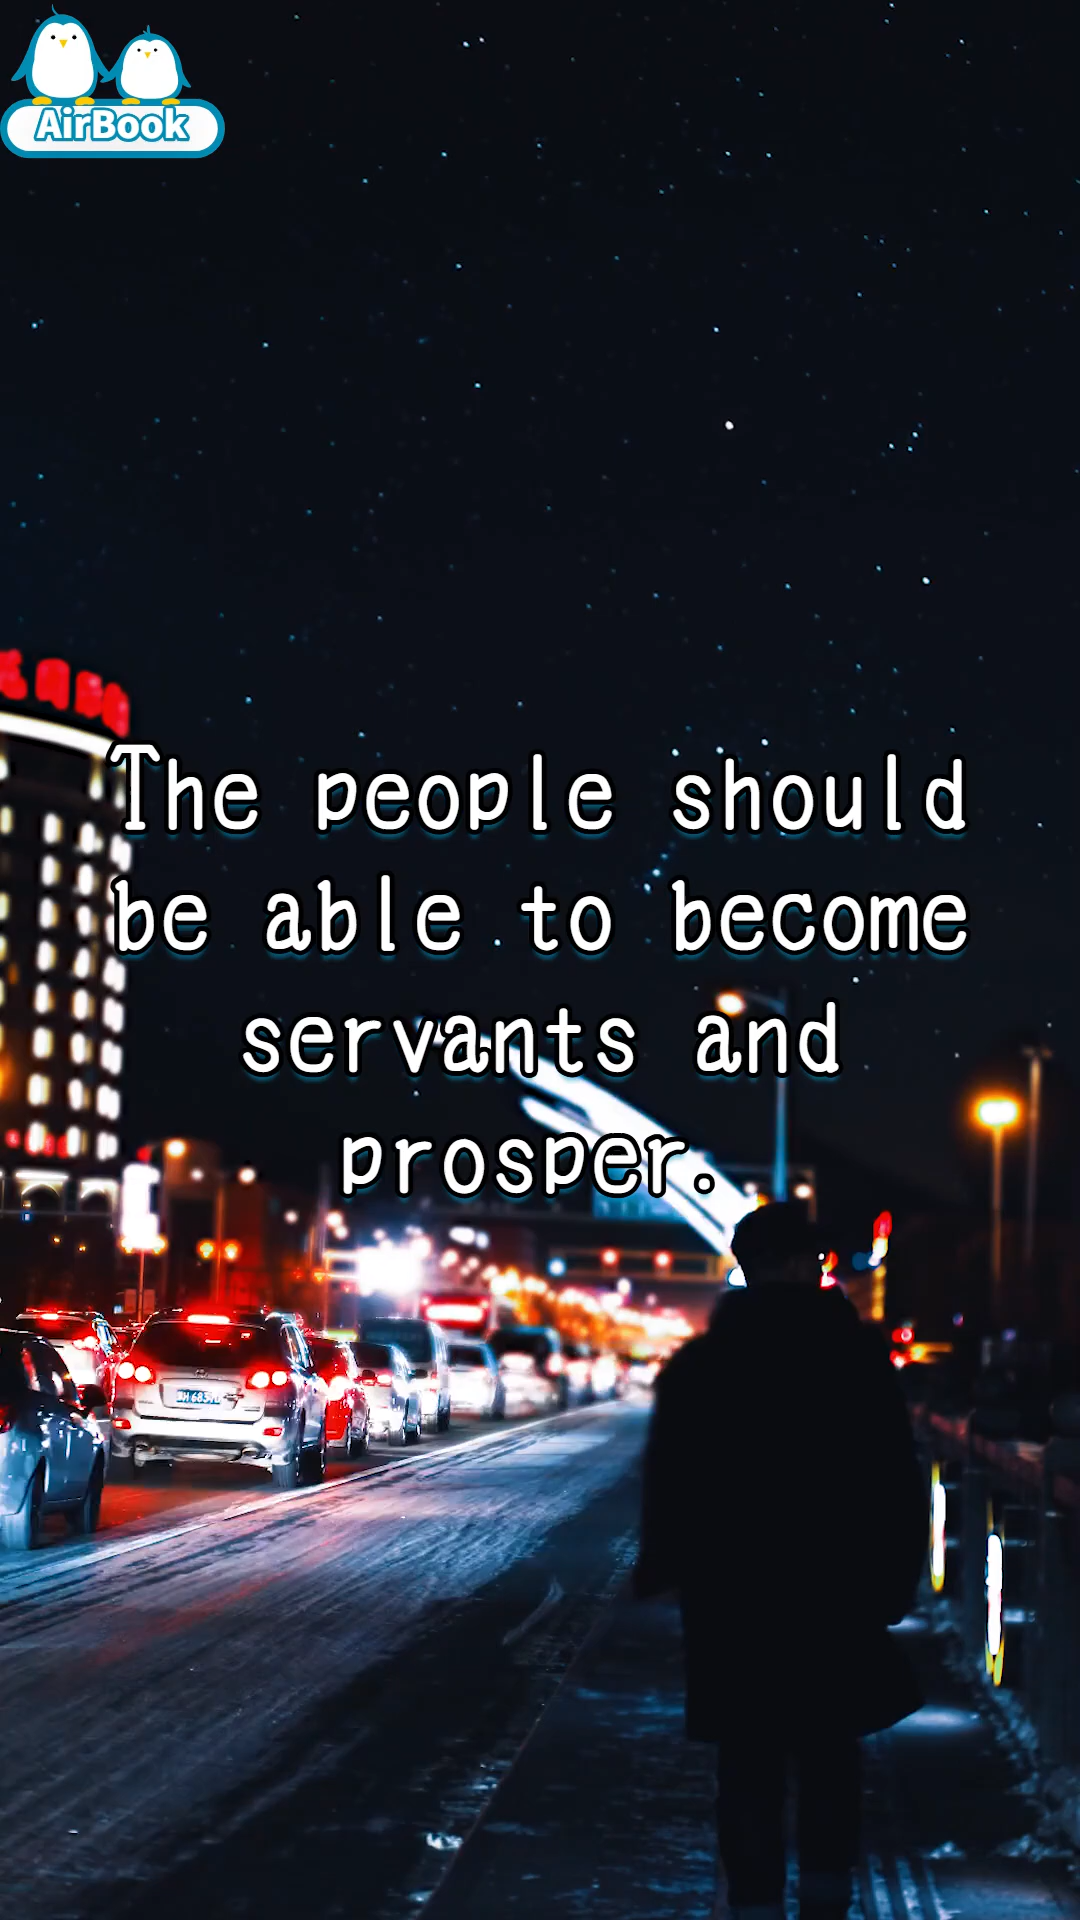 AirBook
The people should
be able to become
servants and
prosper.